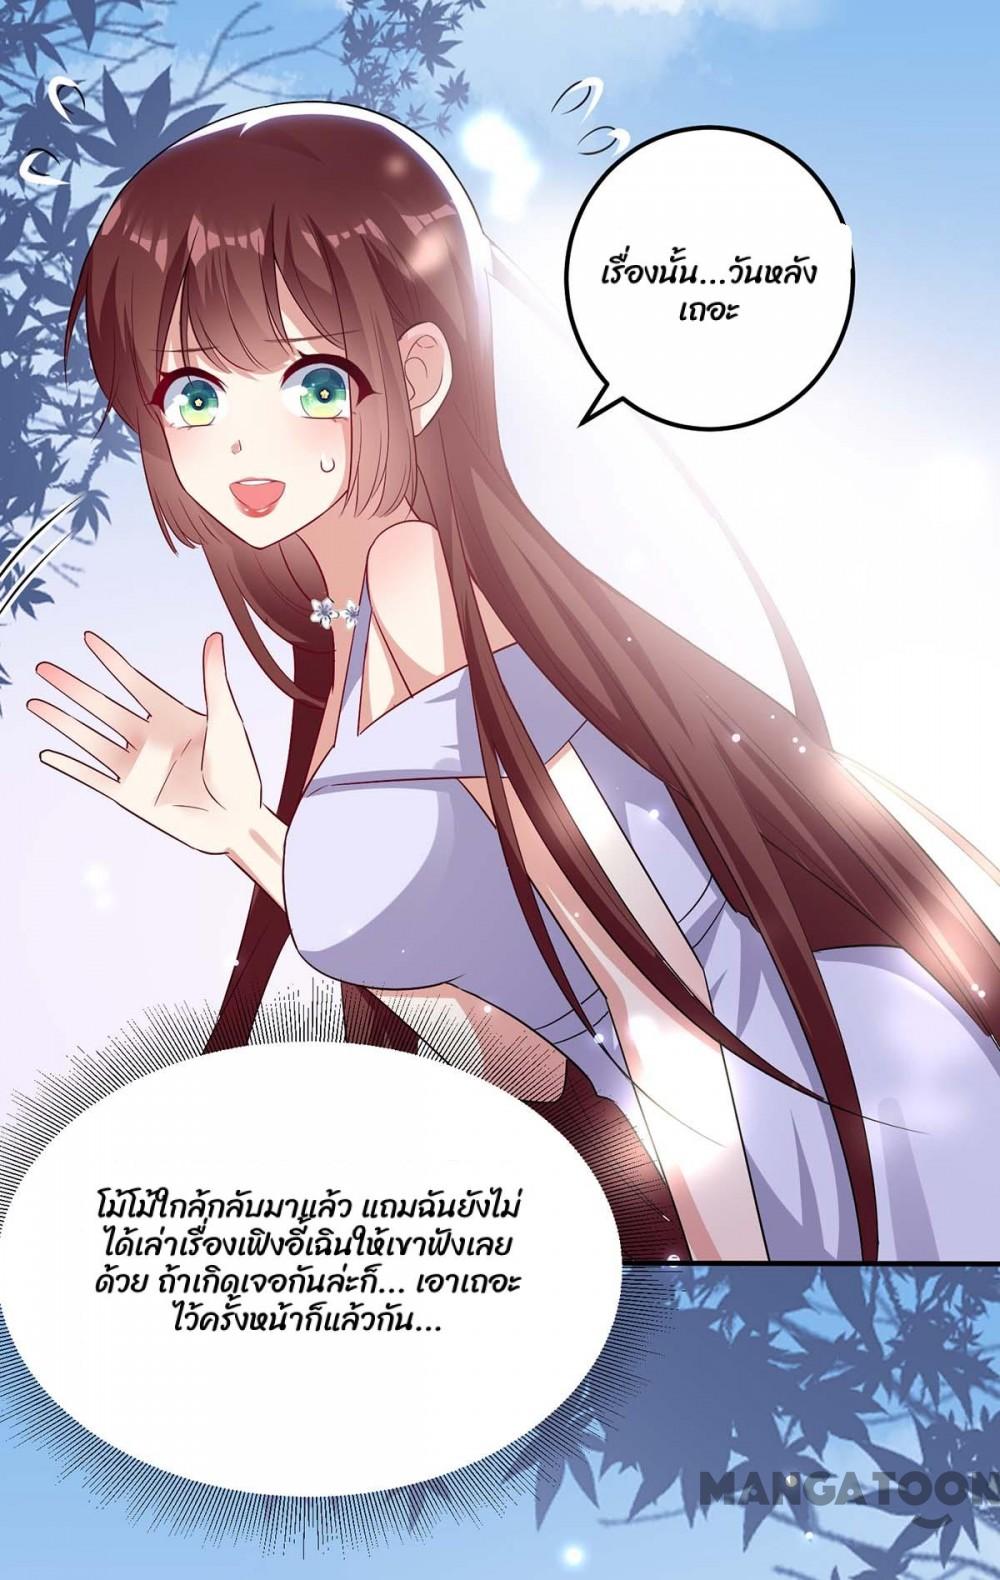 เรื่องนั้น...วันหลัง
เถอะ
โม้โม้ใกล้กลับมาแล้ว แถมฉันยังไม่
ได้เล่าเรื่องเฟิงอี้เฉินให้เขาฟังเลย
ด้วย ถ้าเกิดเจอกันล่ะก็... เอาเถอะ
ไว้ครั้งหน้าก็แล้วกัน...
MANGATOON